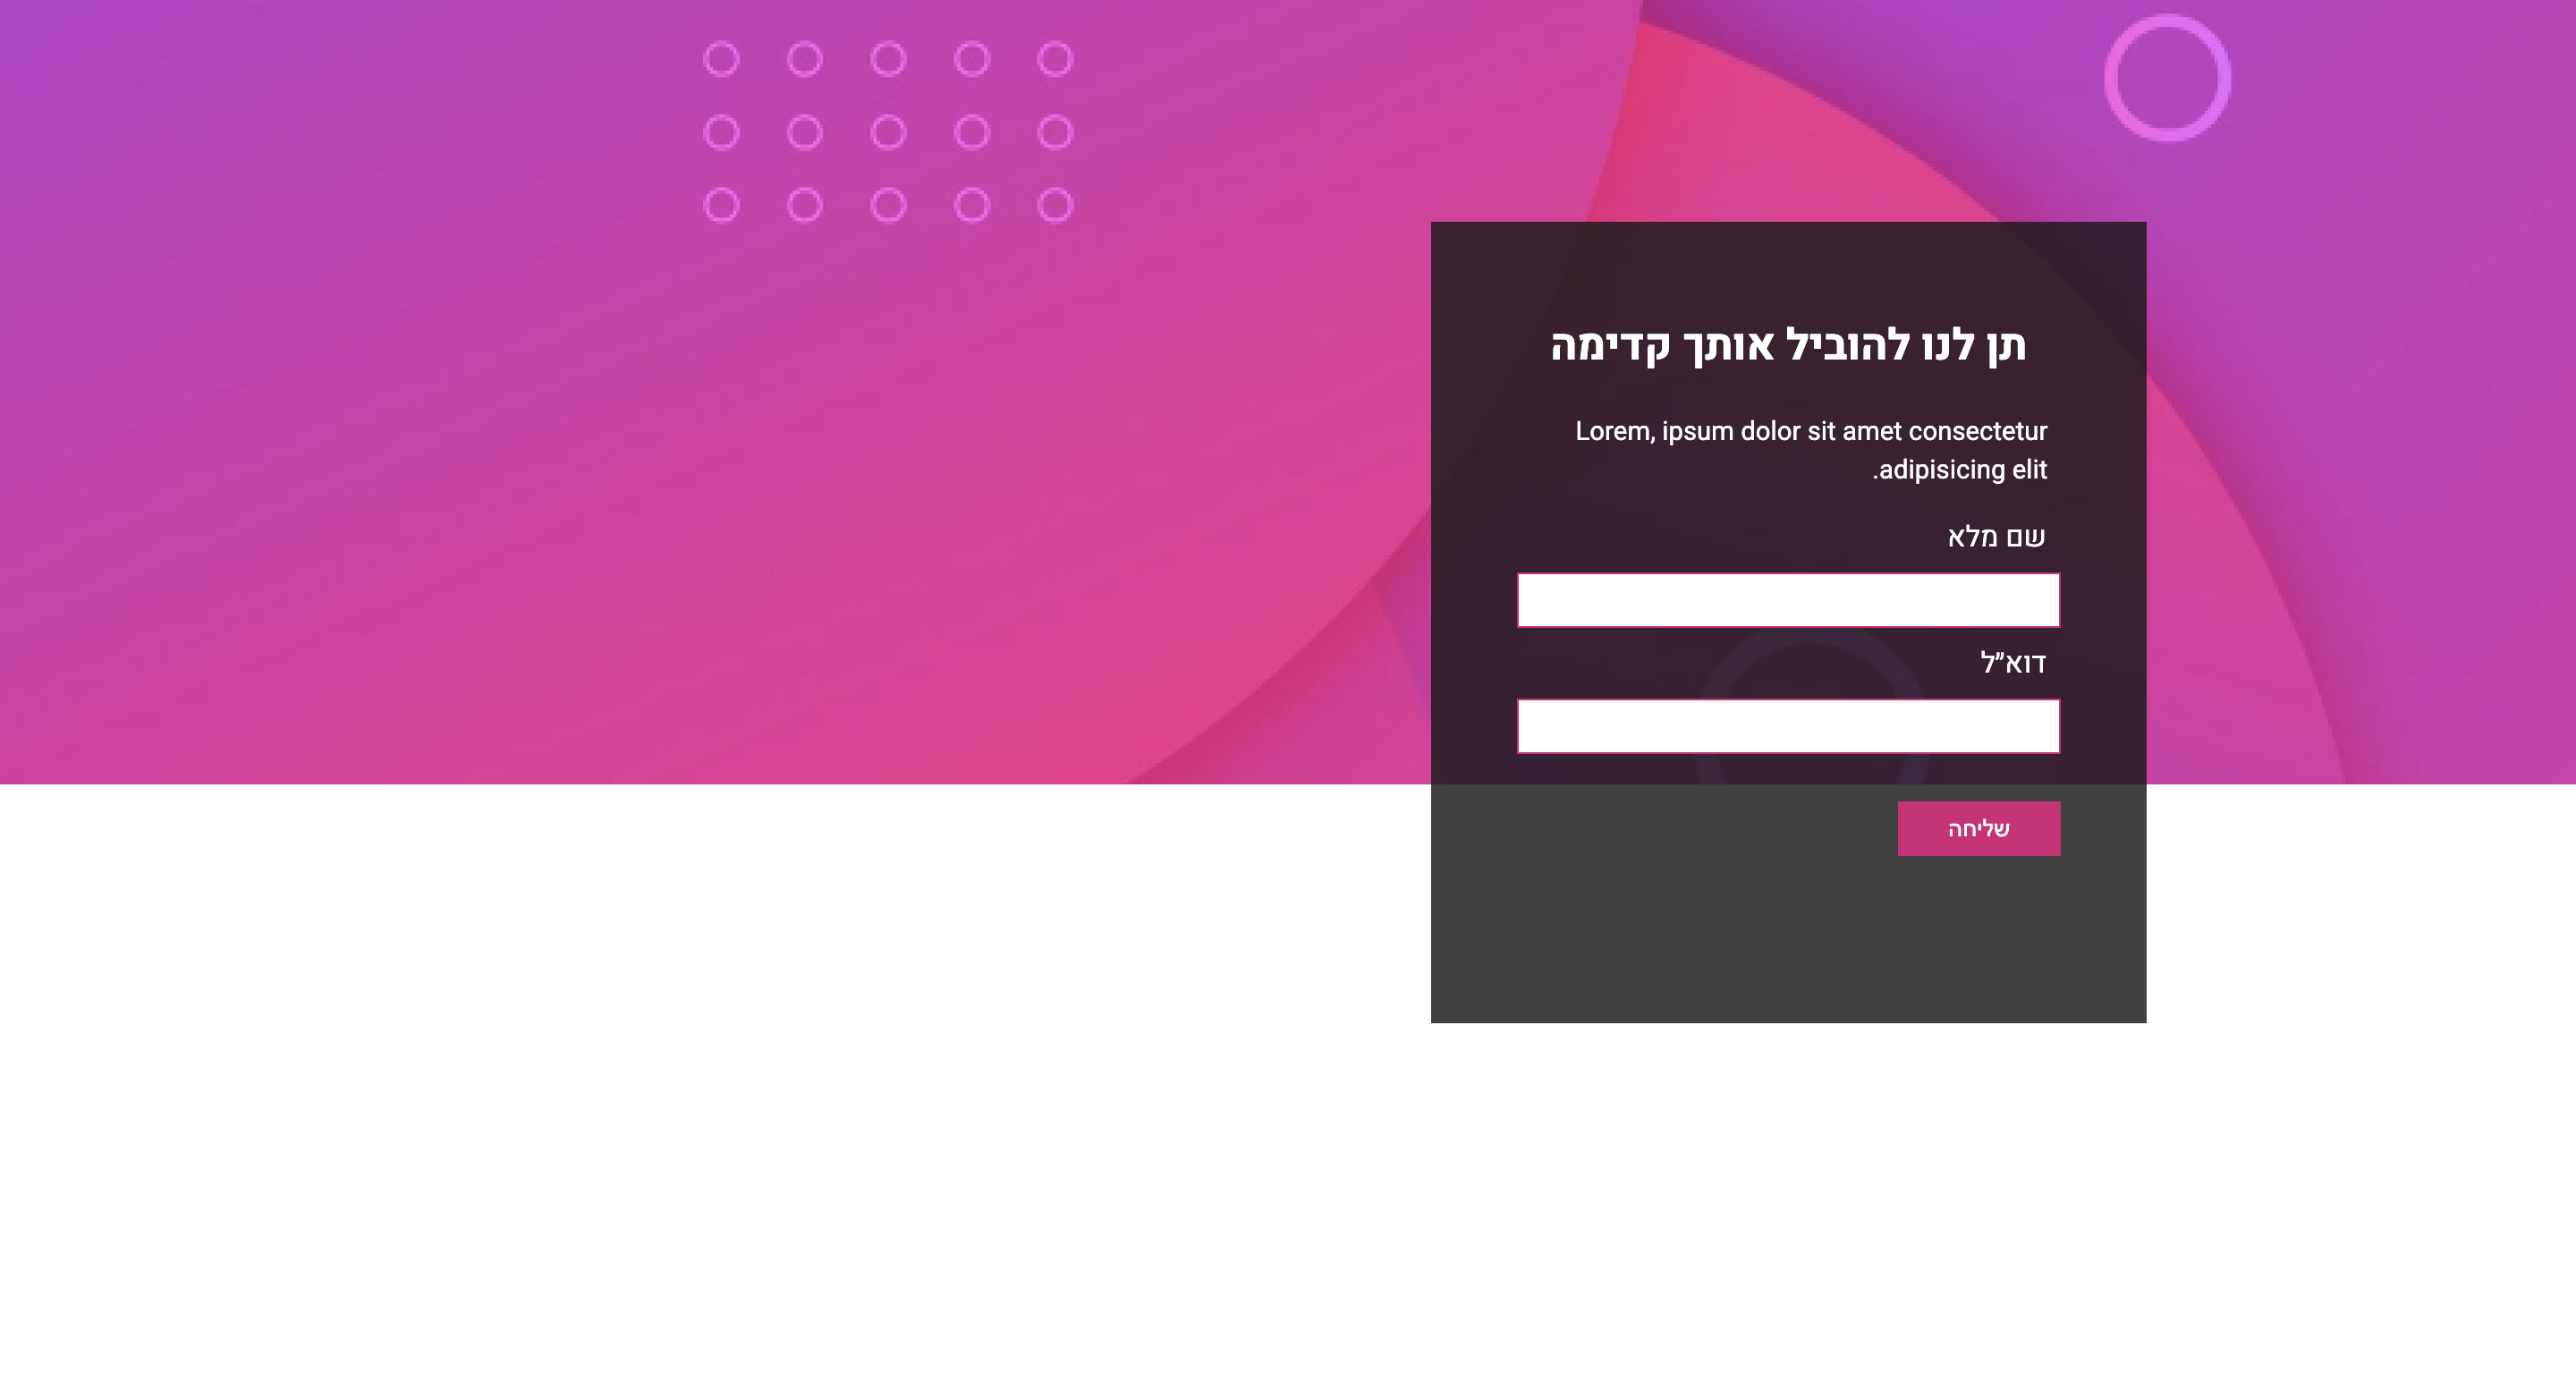 תן לנו להוביל אותך קדימה
Lorem, ipsum dolor sit amet consectetur
adipisicing elit.
שם מלא
דוא״ל
שליחה